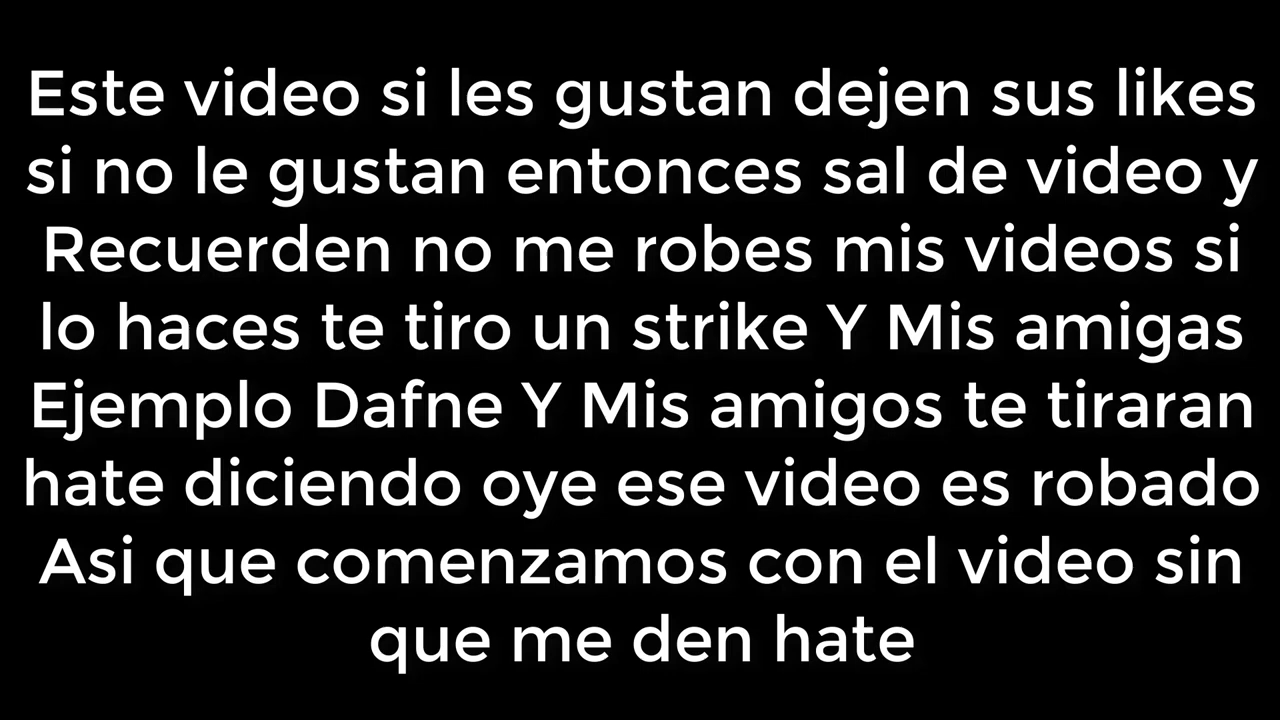 Este video si les gustan dejen sus likes
si no le gustan entonces sal de video y
Recuerden no me robes mis videos si
lo haces te tiro un strike Y Mis amigas
Ejemplo Dafne Y Mis amigos te tiraran
hate diciendo oye ese video es robado
Asi que comenzamos con el video sin
que me den hate